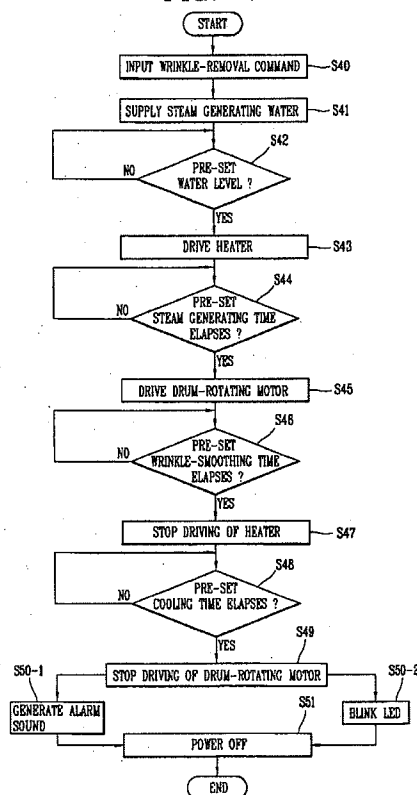 START
INPUT WRINKLE-REMOVAL COMMAND
S40
SUPPLY STEAM GENERATING WATER
S41
S42
PRE-SET
WATER LEVEL ?
NO
YES
DRIVE HEATER
S43
S44
PRE-SET
STEAM GENERATING TIME
ELAPSES ?
NO
YES
DRIVE DRUM-ROTATING MOTOR
S45
S46
PRE-SET
WRINKLE-SMOOTHING TIME
ELAPSES ?
NO
YES
STOP DRIVING OF HEATER
S47
S48
PRE-SET
COOLING TIME ELAPSES ?
NO
YES
S49
STOP DRIVING OF DRUM-ROTATING MOTOR
S50-1
GENERATE ALARM
SOUND
S50-2
BLINK LED
S51
POWER OFF
END